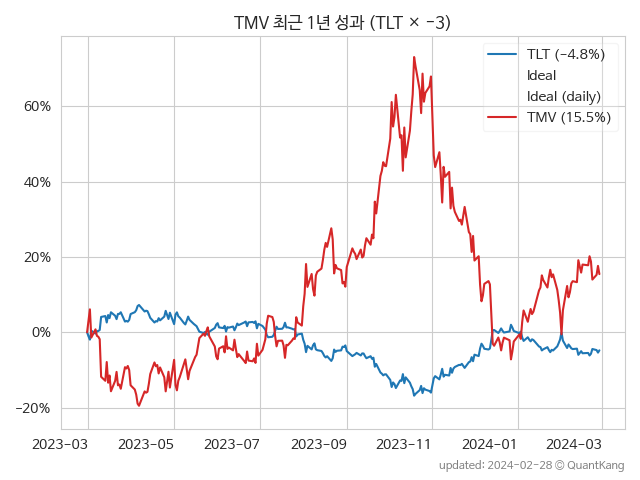 TMV 최근 1년 성과 (TLT × −3)
TLT (−4.8%)
Ideal
Ideal (daily)
TMV (15.5%)
60%
40%
20%
0%
−20%
2023−03
2023−05
2023−07
2023−09
2023−11
2024−01
2024−03
updated: 2024−02−28 © QuantKang